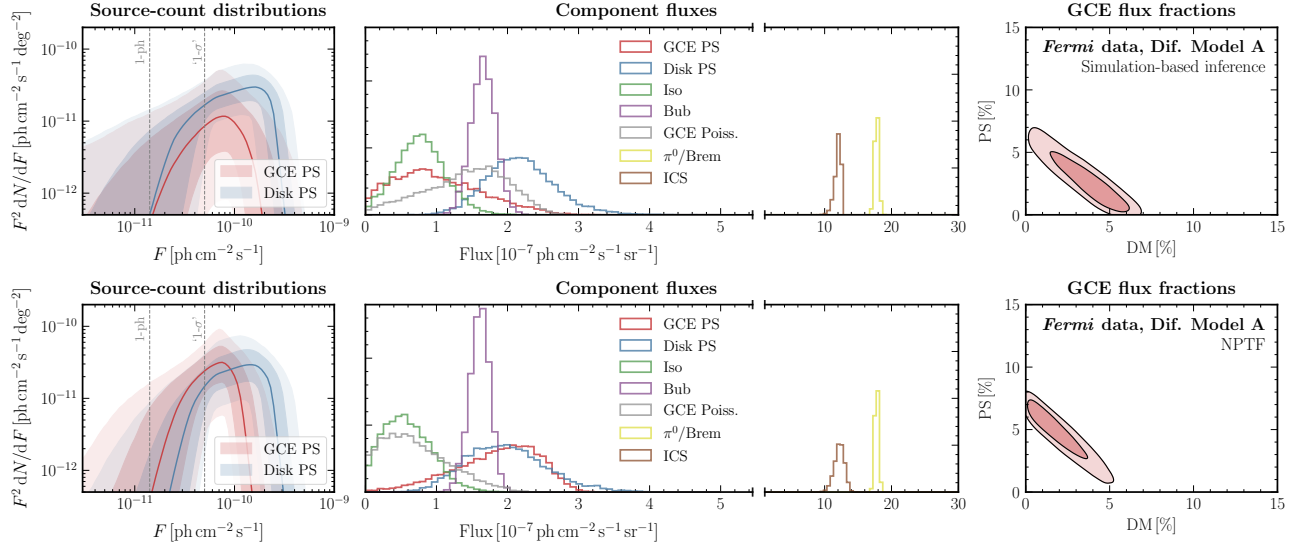 Source-count distributions
Component fluxes
GCE flux fractions
F² dN/dF [ph cm⁻² s⁻¹ deg⁻²]
10⁻¹⁰
10⁻¹¹
10⁻¹²
1-ph
'1-σ'
GCE PS
Disk PS
10⁻¹¹
10⁻¹⁰
10⁻⁹
F [ph cm⁻² s⁻¹]
GCE PS
Disk PS
Iso
Bub
GCE Poiss.
π⁰/Brem
ICS
0
1
2
3
4
5
10
20
30
Flux [10⁻⁷ ph cm⁻² s⁻¹ sr⁻¹]
Fermi data, Dif. Model A
Simulation-based inference
PS [%]
15
10
5
0
0
5
10
15
DM [%]
Source-count distributions
Component fluxes
GCE flux fractions
F² dN/dF [ph cm⁻² s⁻¹ deg⁻²]
10⁻¹⁰
10⁻¹¹
10⁻¹²
1-ph
'1-σ'
GCE PS
Disk PS
10⁻¹¹
10⁻¹⁰
10⁻⁹
F [ph cm⁻² s⁻¹]
GCE PS
Disk PS
Iso
Bub
GCE Poiss.
π⁰/Brem
ICS
0
1
2
3
4
5
10
20
30
Flux [10⁻⁷ ph cm⁻² s⁻¹ sr⁻¹]
Fermi data, Dif. Model A
NPTF
PS [%]
15
10
5
0
0
5
10
15
DM [%]